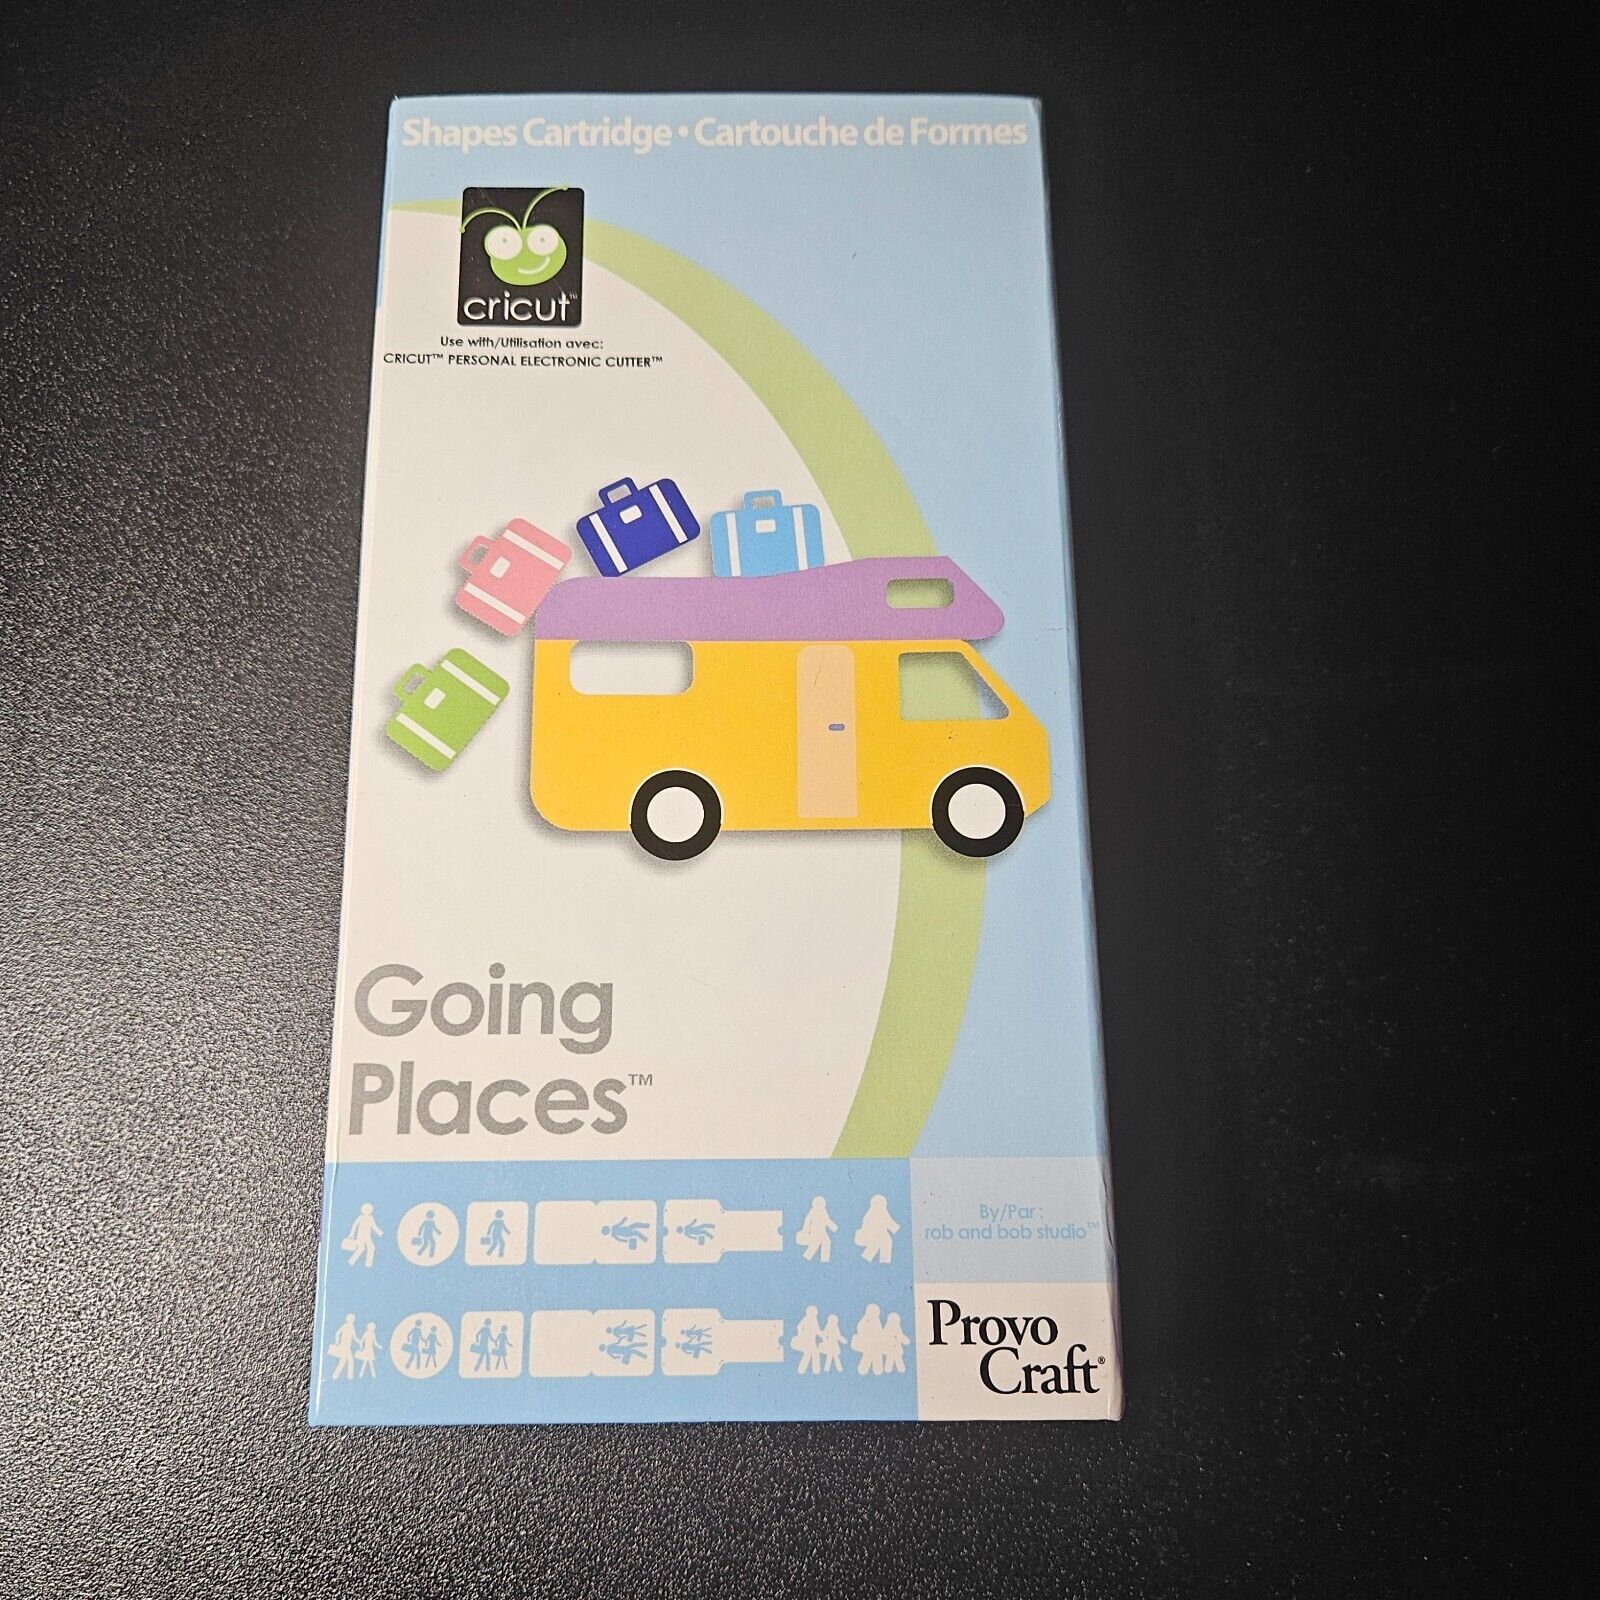 Shapes Cartridge • Cartouche de Formes
cricut™
Use with/Utilisation avec:
CRICUT™ PERSONAL ELECTRONIC CUTTER™
Going
Places™
By/Par :
rob and bob studio™
Provo
Craft®